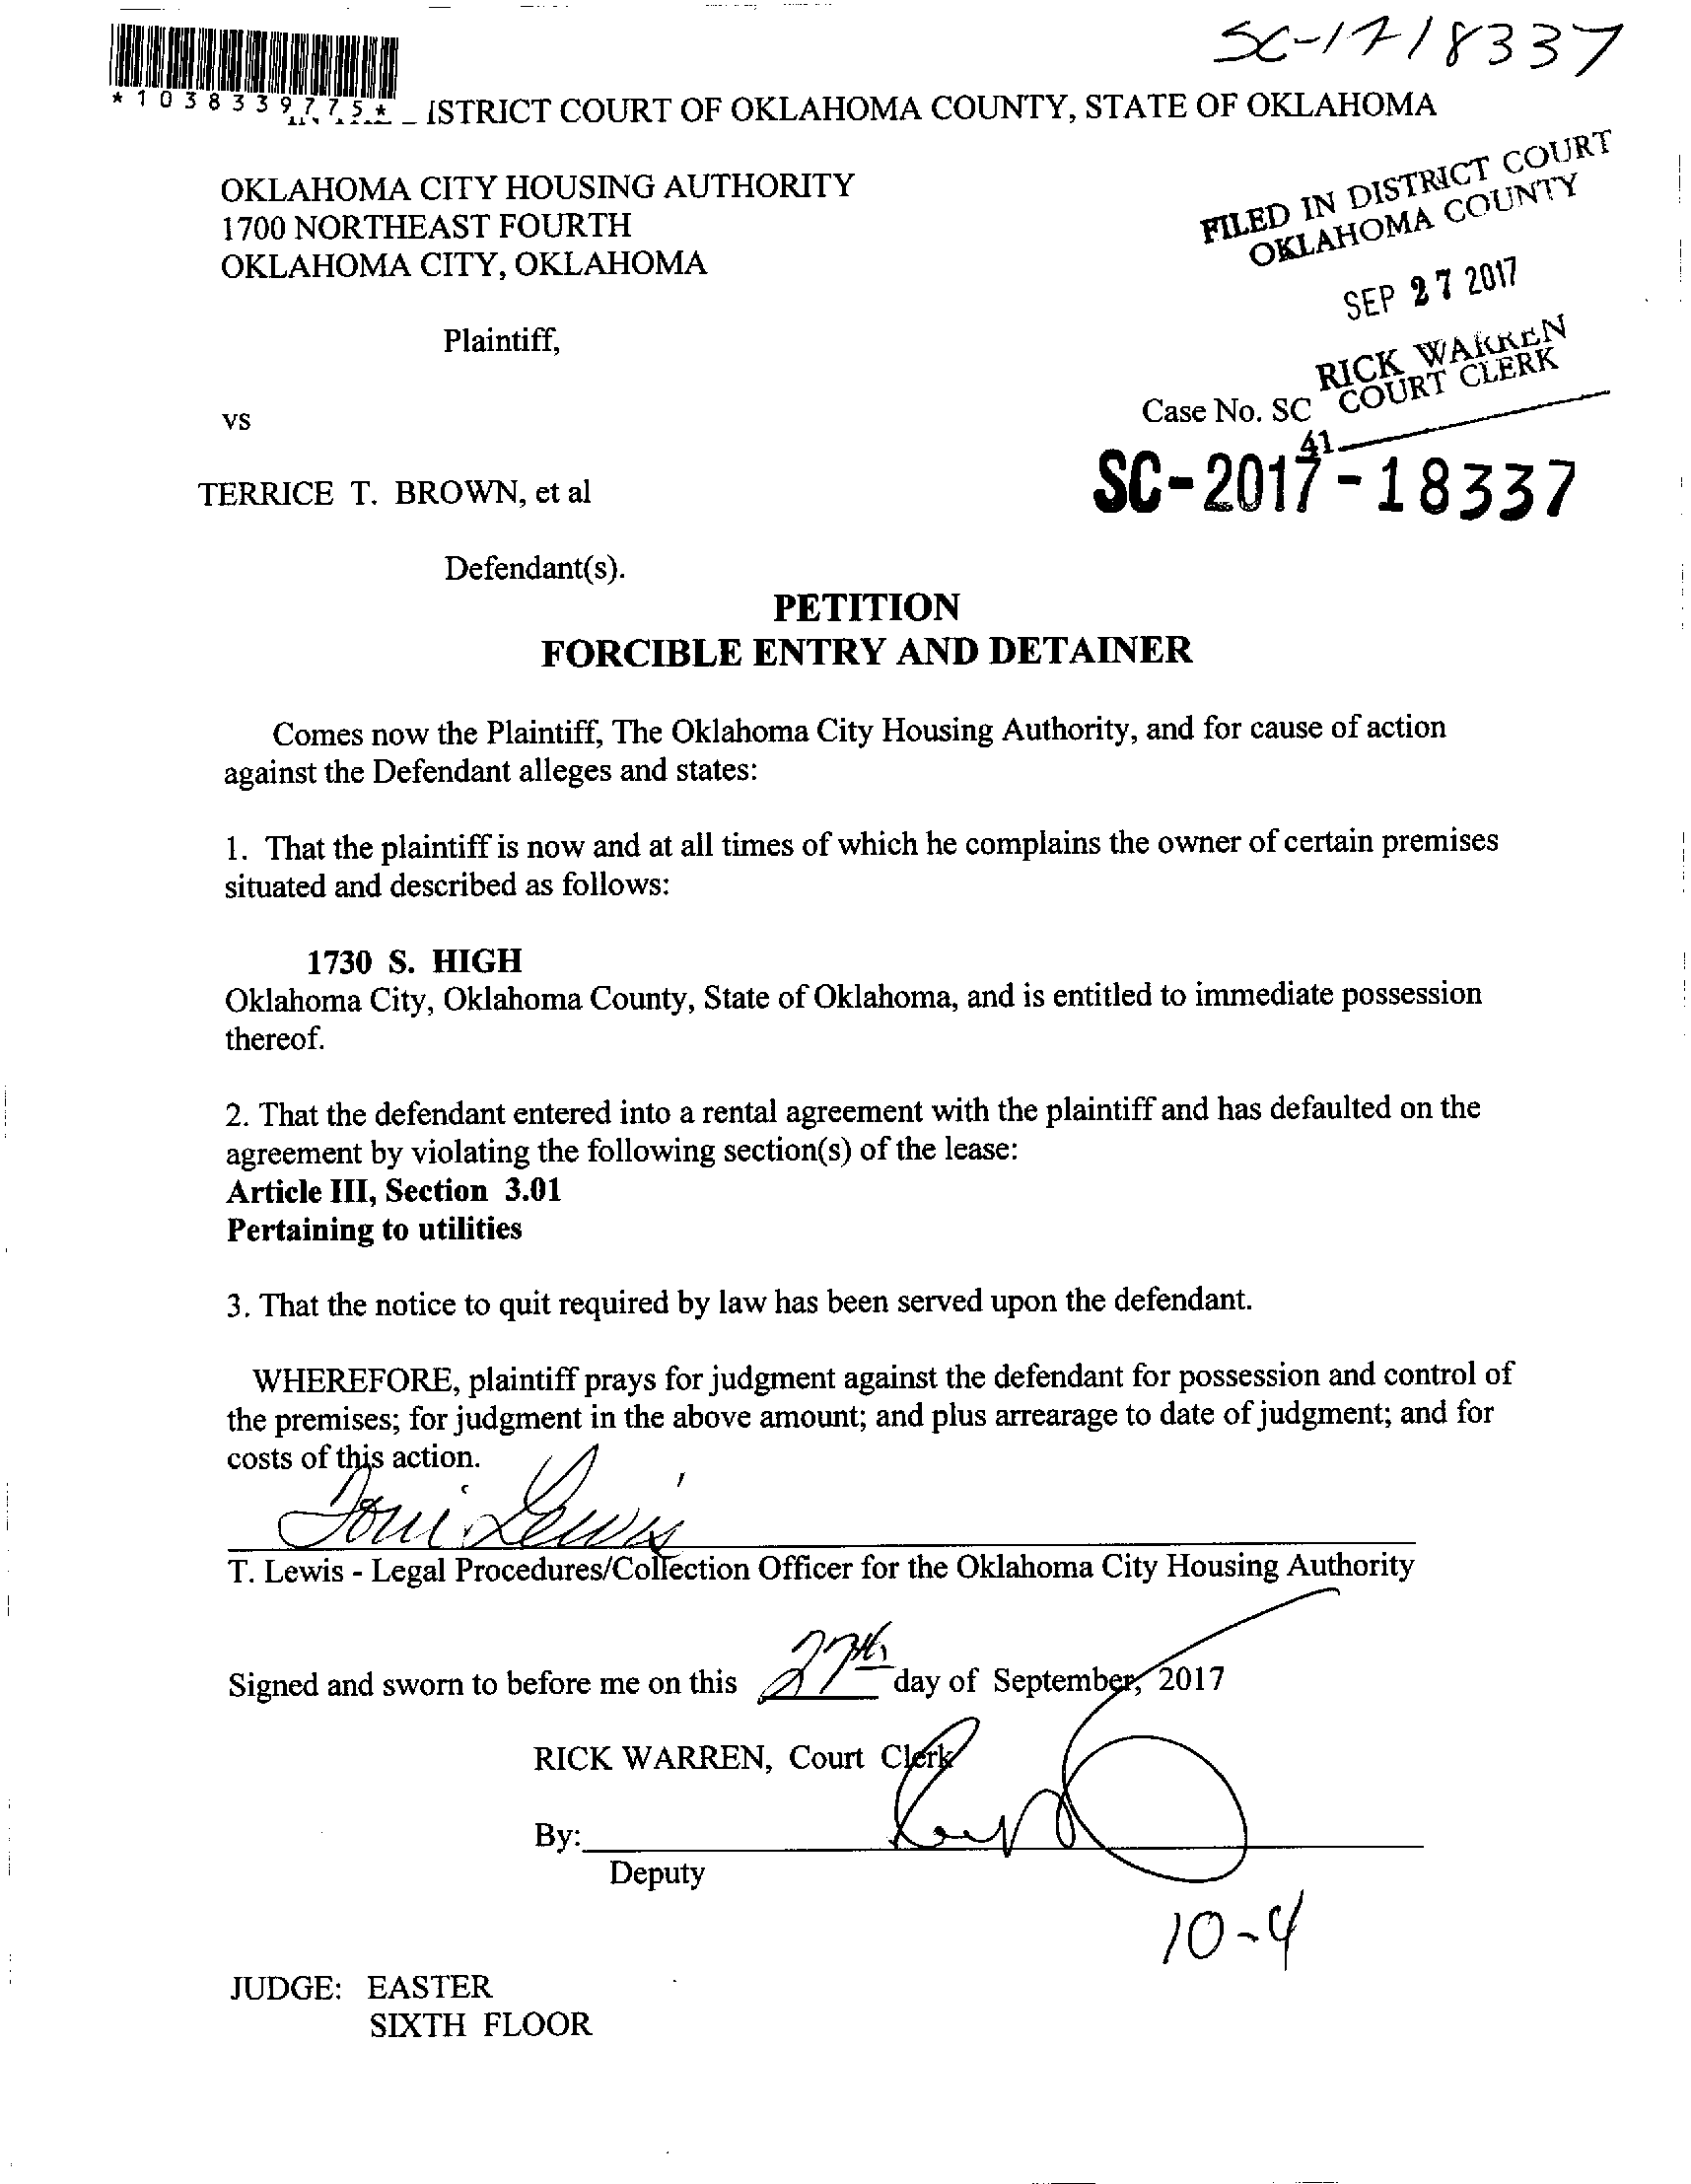 SC-1718337
*1038339775*
ISTRICT COURT OF OKLAHOMA COUNTY, STATE OF OKLAHOMA
OKLAHOMA CITY HOUSING AUTHORITY
1700 NORTHEAST FOURTH
OKLAHOMA CITY, OKLAHOMA
FILED IN DISTRICT COURT
OKLAHOMA COUNTY
SEP 27 2017
Plaintiff,
RICK WARREN
COURT CLERK
vs
Case No. SC
41
TERRICE T. BROWN, et al
SC-2017-18337
Defendant(s).
PETITION
FORCIBLE ENTRY AND DETAINER
Comes now the Plaintiff, The Oklahoma City Housing Authority, and for cause of action
against the Defendant alleges and states:
1. That the plaintiff is now and at all times of which he complains the owner of certain premises
situated and described as follows:
1730 S. HIGH
Oklahoma City, Oklahoma County, State of Oklahoma, and is entitled to immediate possession
thereof.
2. That the defendant entered into a rental agreement with the plaintiff and has defaulted on the
agreement by violating the following section(s) of the lease:
Article III, Section 3.01
Pertaining to utilities
3. That the notice to quit required by law has been served upon the defendant.
WHEREFORE, plaintiff prays for judgment against the defendant for possession and control of
the premises; for judgment in the above amount; and plus arrearage to date of judgment; and for
costs of this action.
Toni Lewis
T. Lewis - Legal Procedures/Collection Officer for the Oklahoma City Housing Authority
Signed and sworn to before me on this 27th day of September, 2017
RICK WARREN, Court Clerk
By:
Deputy
10-4
JUDGE: EASTER
SIXTH FLOOR